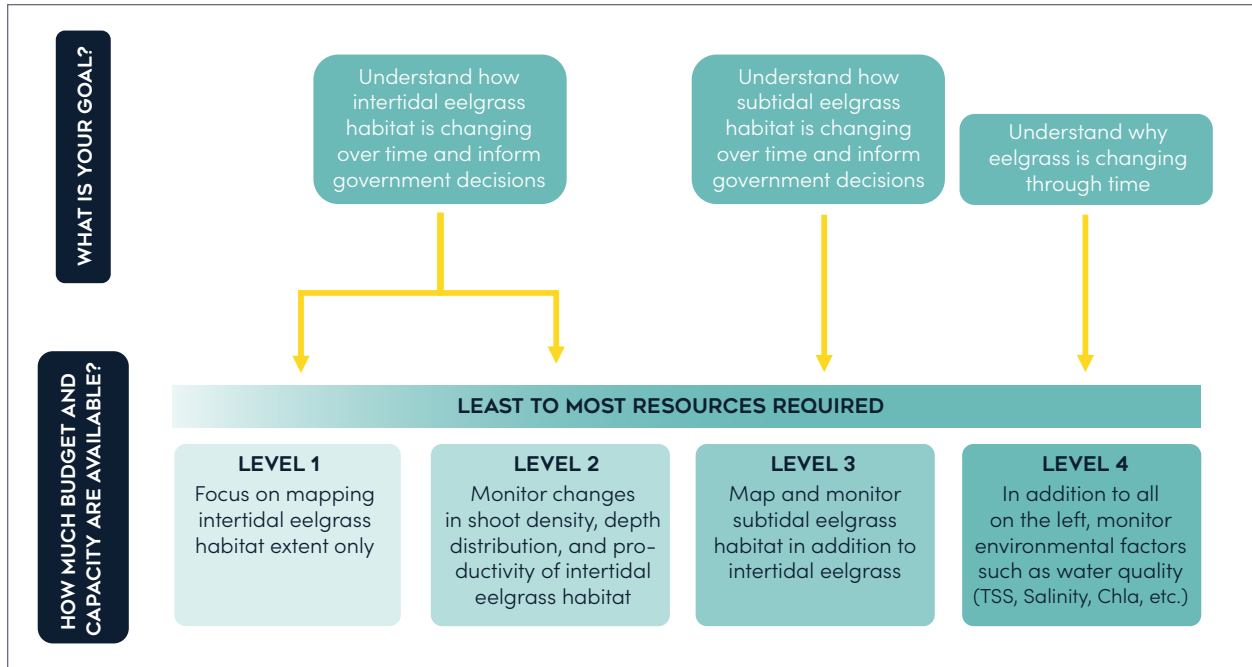 WHAT IS YOUR GOAL?
Understand how
intertidal eelgrass
habitat is changing
over time and inform
government decisions
Understand how
subtidal eelgrass
habitat is changing
over time and inform
government decisions
Understand why
eelgrass is changing
through time
HOW MUCH BUDGET AND
CAPACITY ARE AVAILABLE?
LEAST TO MOST RESOURCES REQUIRED
LEVEL 1
Focus on mapping
intertidal eelgrass
habitat extent only
LEVEL 2
Monitor changes
in shoot density, depth
distribution, and pro-
ductivity of intertidal
eelgrass habitat
LEVEL 3
Map and monitor
subtidal eelgrass
habitat in addition to
intertidal eelgrass
LEVEL 4
In addition to all
on the left, monitor
environmental factors
such as water quality
(TSS, Salinity, Chla, etc.)